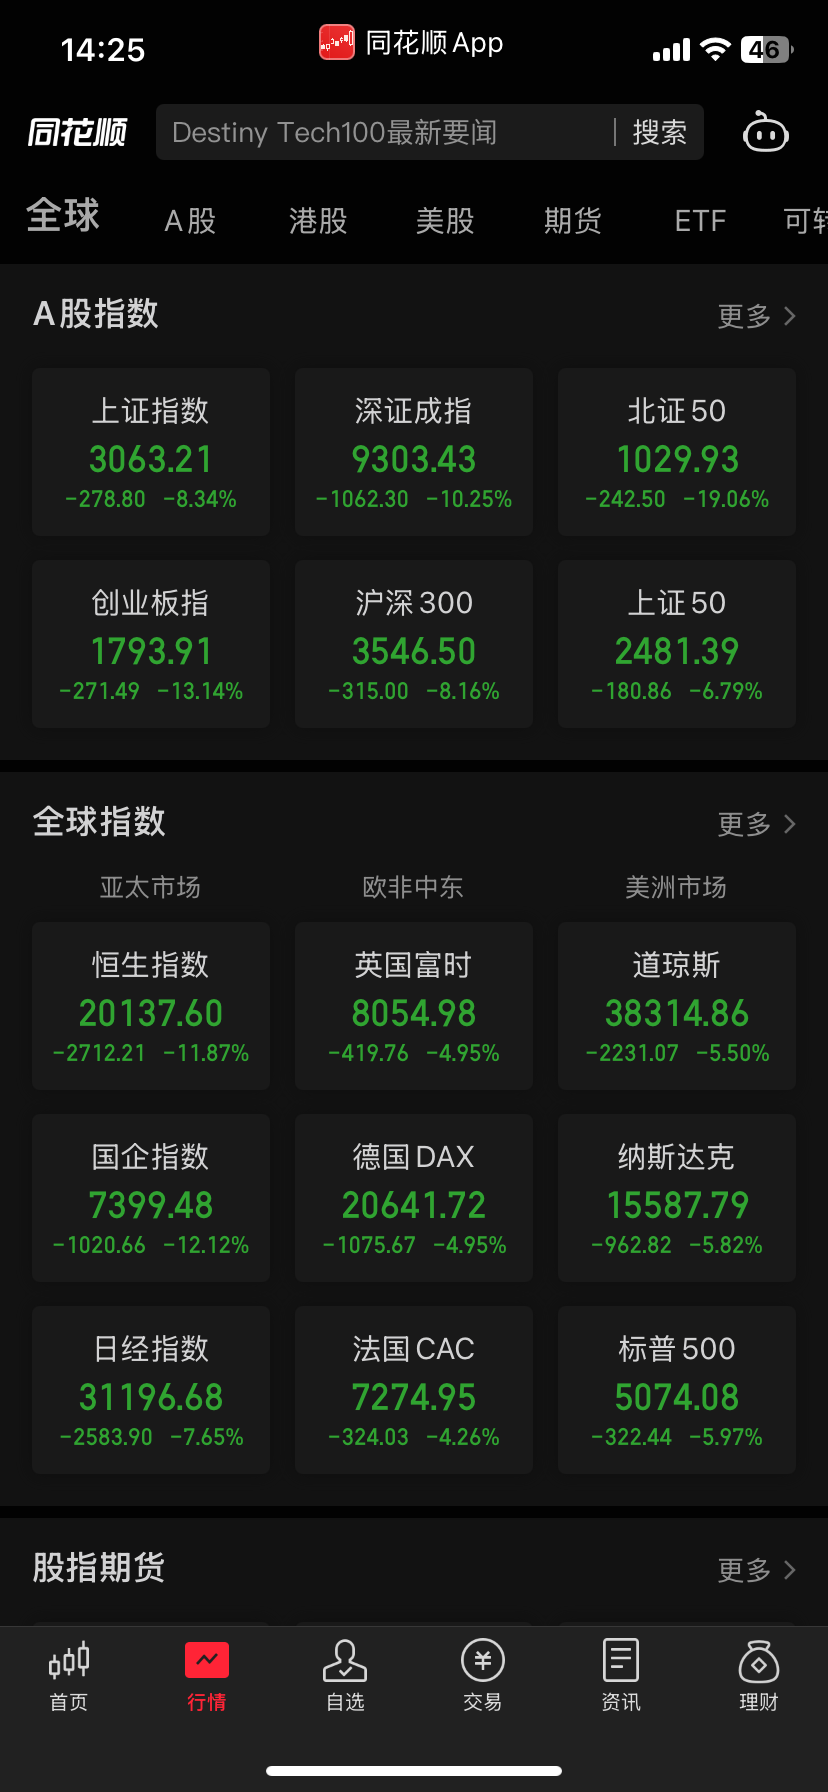 14:25
同花顺App
46
同花顺
Destiny Tech100最新要闻
搜索
全球 A股 港股 美股 期货 ETF 可转
A股指数 更多
上证指数 深证成指 北证50
3063.21 9303.43 1029.93
-278.80 -8.34% -1062.30 -10.25% -242.50 -19.06%
创业板指 沪深300 上证50
1793.91 3546.50 2481.39
-271.49 -13.14% -315.00 -8.16% -180.86 -6.79%
全球指数 更多
亚太市场 欧非中东 美洲市场
恒生指数 英国富时 道琼斯
20137.60 8054.98 38314.86
-2712.21 -11.87% -419.76 -4.95% -2231.07 -5.50%
国企指数 德国DAX 纳斯达克
7399.48 20641.72 15587.79
-1020.66 -12.12% -1075.67 -4.95% -962.82 -5.82%
日经指数 法国CAC 标普500
31196.68 7274.95 5074.08
-2583.90 -7.65% -324.03 -4.26% -322.44 -5.97%
股指期货 更多
首页 行情 自选 交易 资讯 理财